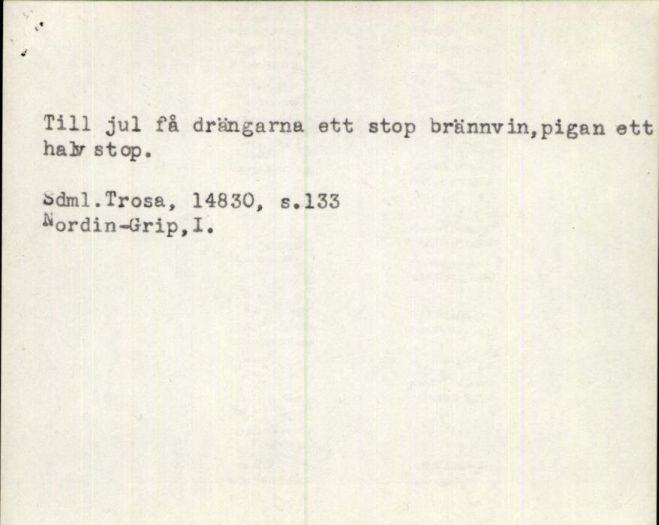 Till jul få drängarna ett stop brännvin,pigan ett
halv stop.
Sdml.Trosa, 14830, s.133
Nordin-Grip,I.